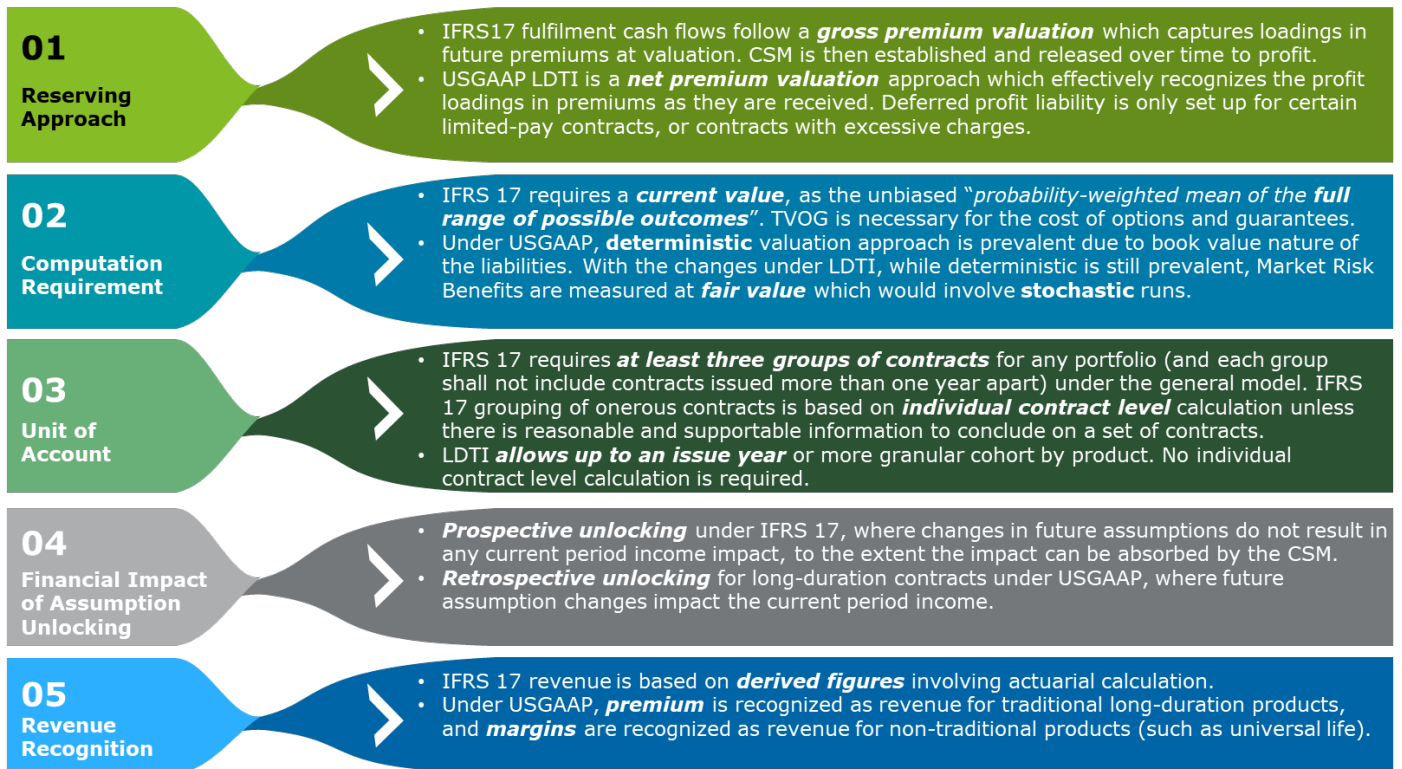 01
Reserving
Approach
• IFRS17 fulfilment cash flows follow a gross premium valuation which captures loadings in
future premiums at valuation. CSM is then established and released over time to profit.
• USGAAP LDTI is a net premium valuation approach which effectively recognizes the profit
loadings in premiums as they are received. Deferred profit liability is only set up for certain
limited-pay contracts, or contracts with excessive charges.
02
Computation
Requirement
• IFRS 17 requires a current value, as the unbiased “probability-weighted mean of the full
range of possible outcomes”. TVOG is necessary for the cost of options and guarantees.
• Under USGAAP, deterministic valuation approach is prevalent due to book value nature of
the liabilities. With the changes under LDTI, while deterministic is still prevalent, Market Risk
Benefits are measured at fair value which would involve stochastic runs.
03
Unit of
Account
• IFRS 17 requires at least three groups of contracts for any portfolio (and each group
shall not include contracts issued more than one year apart) under the general model. IFRS
17 grouping of onerous contracts is based on individual contract level calculation unless
there is reasonable and supportable information to conclude on a set of contracts.
• LDTI allows up to an issue year or more granular cohort by product. No individual
contract level calculation is required.
04
Financial Impact
of Assumption
Unlocking
• Prospective unlocking under IFRS 17, where changes in future assumptions do not result in
any current period income impact, to the extent the impact can be absorbed by the CSM.
• Retrospective unlocking for long-duration contracts under USGAAP, where future
assumption changes impact the current period income.
05
Revenue
Recognition
• IFRS 17 revenue is based on derived figures involving actuarial calculation.
• Under USGAAP, premium is recognized as revenue for traditional long-duration products,
and margins are recognized as revenue for non-traditional products (such as universal life).